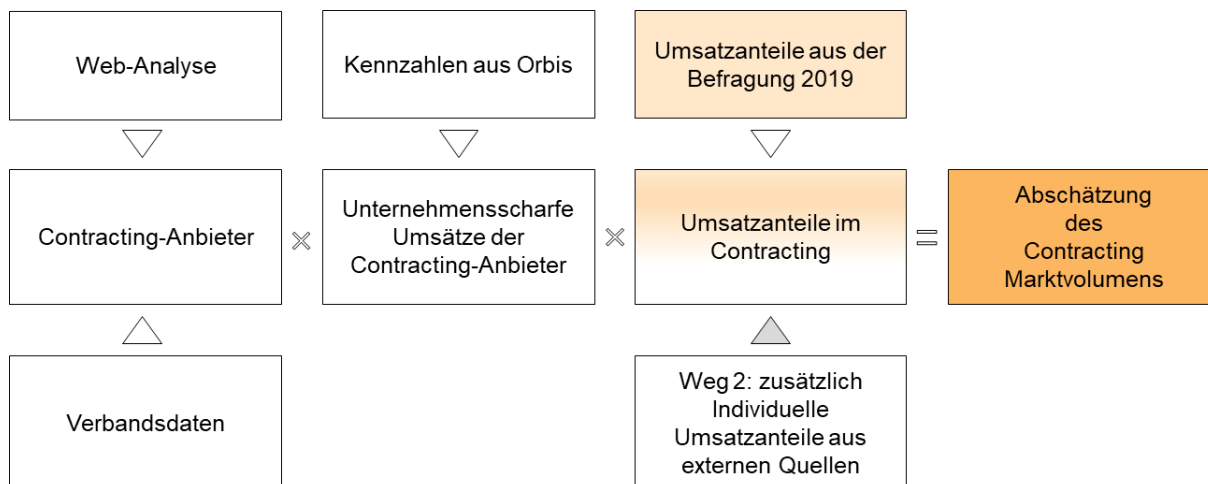 Web-Analyse
Kennzahlen aus Orbis
Umsatzanteile aus der
Befragung 2019
Contracting-Anbieter
×
Unternehmensscharfe
Umsätze der
Contracting-Anbieter
×
Umsatzanteile im
Contracting
=
Abschätzung
des
Contracting
Marktvolumens
Verbandsdaten
Weg 2: zusätzlich
Individuelle
Umsatzanteile aus
externen Quellen